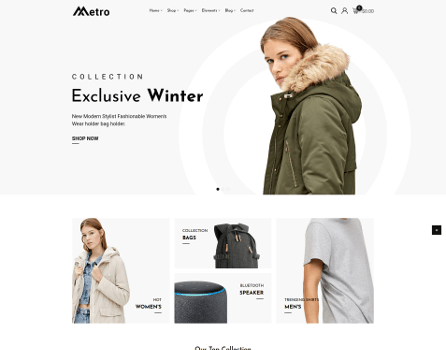 Metro
Home Shop Pages Elements Blog Contact
0
$0.00
COLLECTION
Exclusive Winter
New Modern Stylist Fashionable Women's
Wear holder bag holder.
SHOP NOW
HOT
WOMEN'S
COLLECTION
BAGS
BLUETOOTH
SPEAKER
TRENDING SHIRTS
MEN'S
Our Top Collection